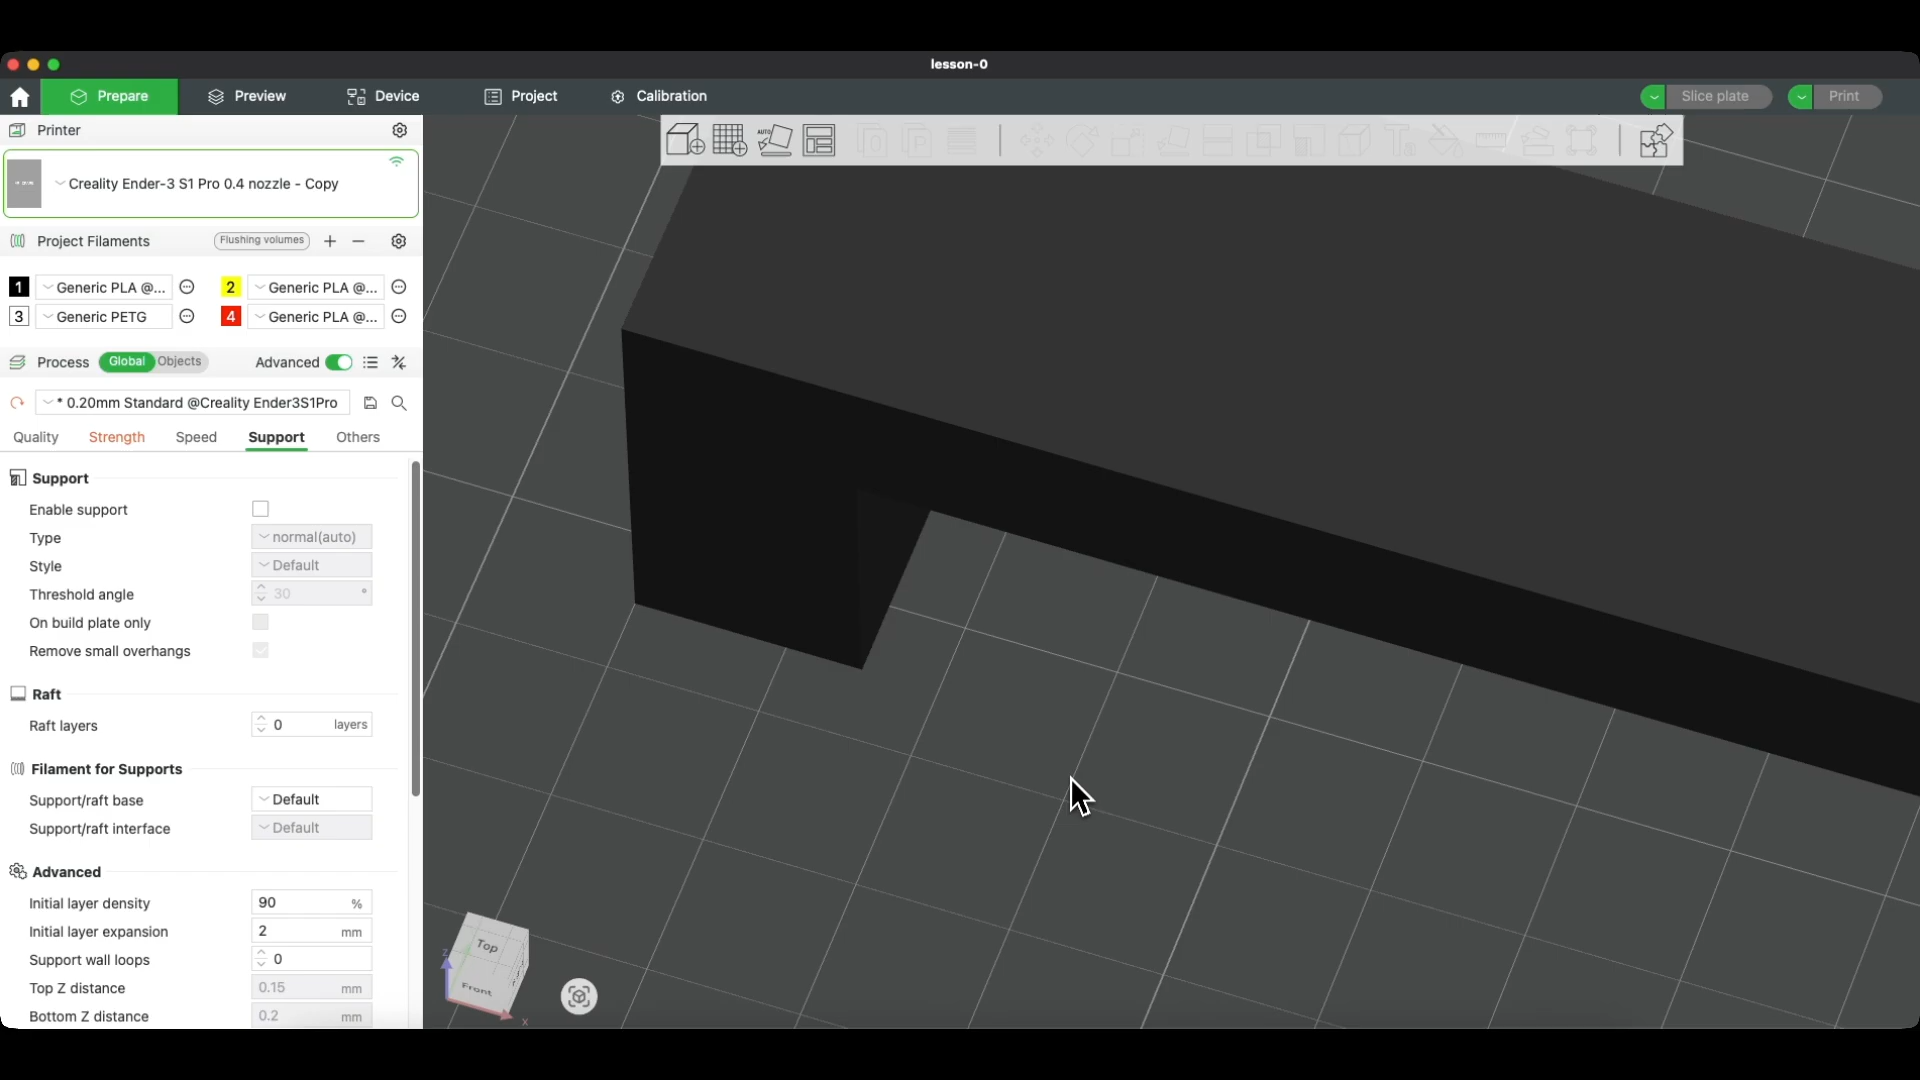 lesson-0
Prepare
Preview
Device
Project
Calibration
Slice plate
Print
Printer
Creality Ender-3 S1 Pro 0.4 nozzle - Copy
Project Filaments
Flushing volumes
1 Generic PLA @...
2 Generic PLA @...
3 Generic PETG
4 Generic PLA @...
Process Global Objects Advanced
* 0.20mm Standard @Creality Ender3S1Pro
Quality Strength Speed Support Others
Support
Enable support
Type normal(auto)
Style Default
Threshold angle 30 °
On build plate only
Remove small overhangs
Raft
Raft layers 0 layers
Filament for Supports
Support/raft base Default
Support/raft interface Default
Advanced
Initial layer density 90 %
Initial layer expansion 2 mm
Support wall loops 0
Top Z distance 0.15 mm
Bottom Z distance 0.2 mm
AUTO
Top
Front
Z
X